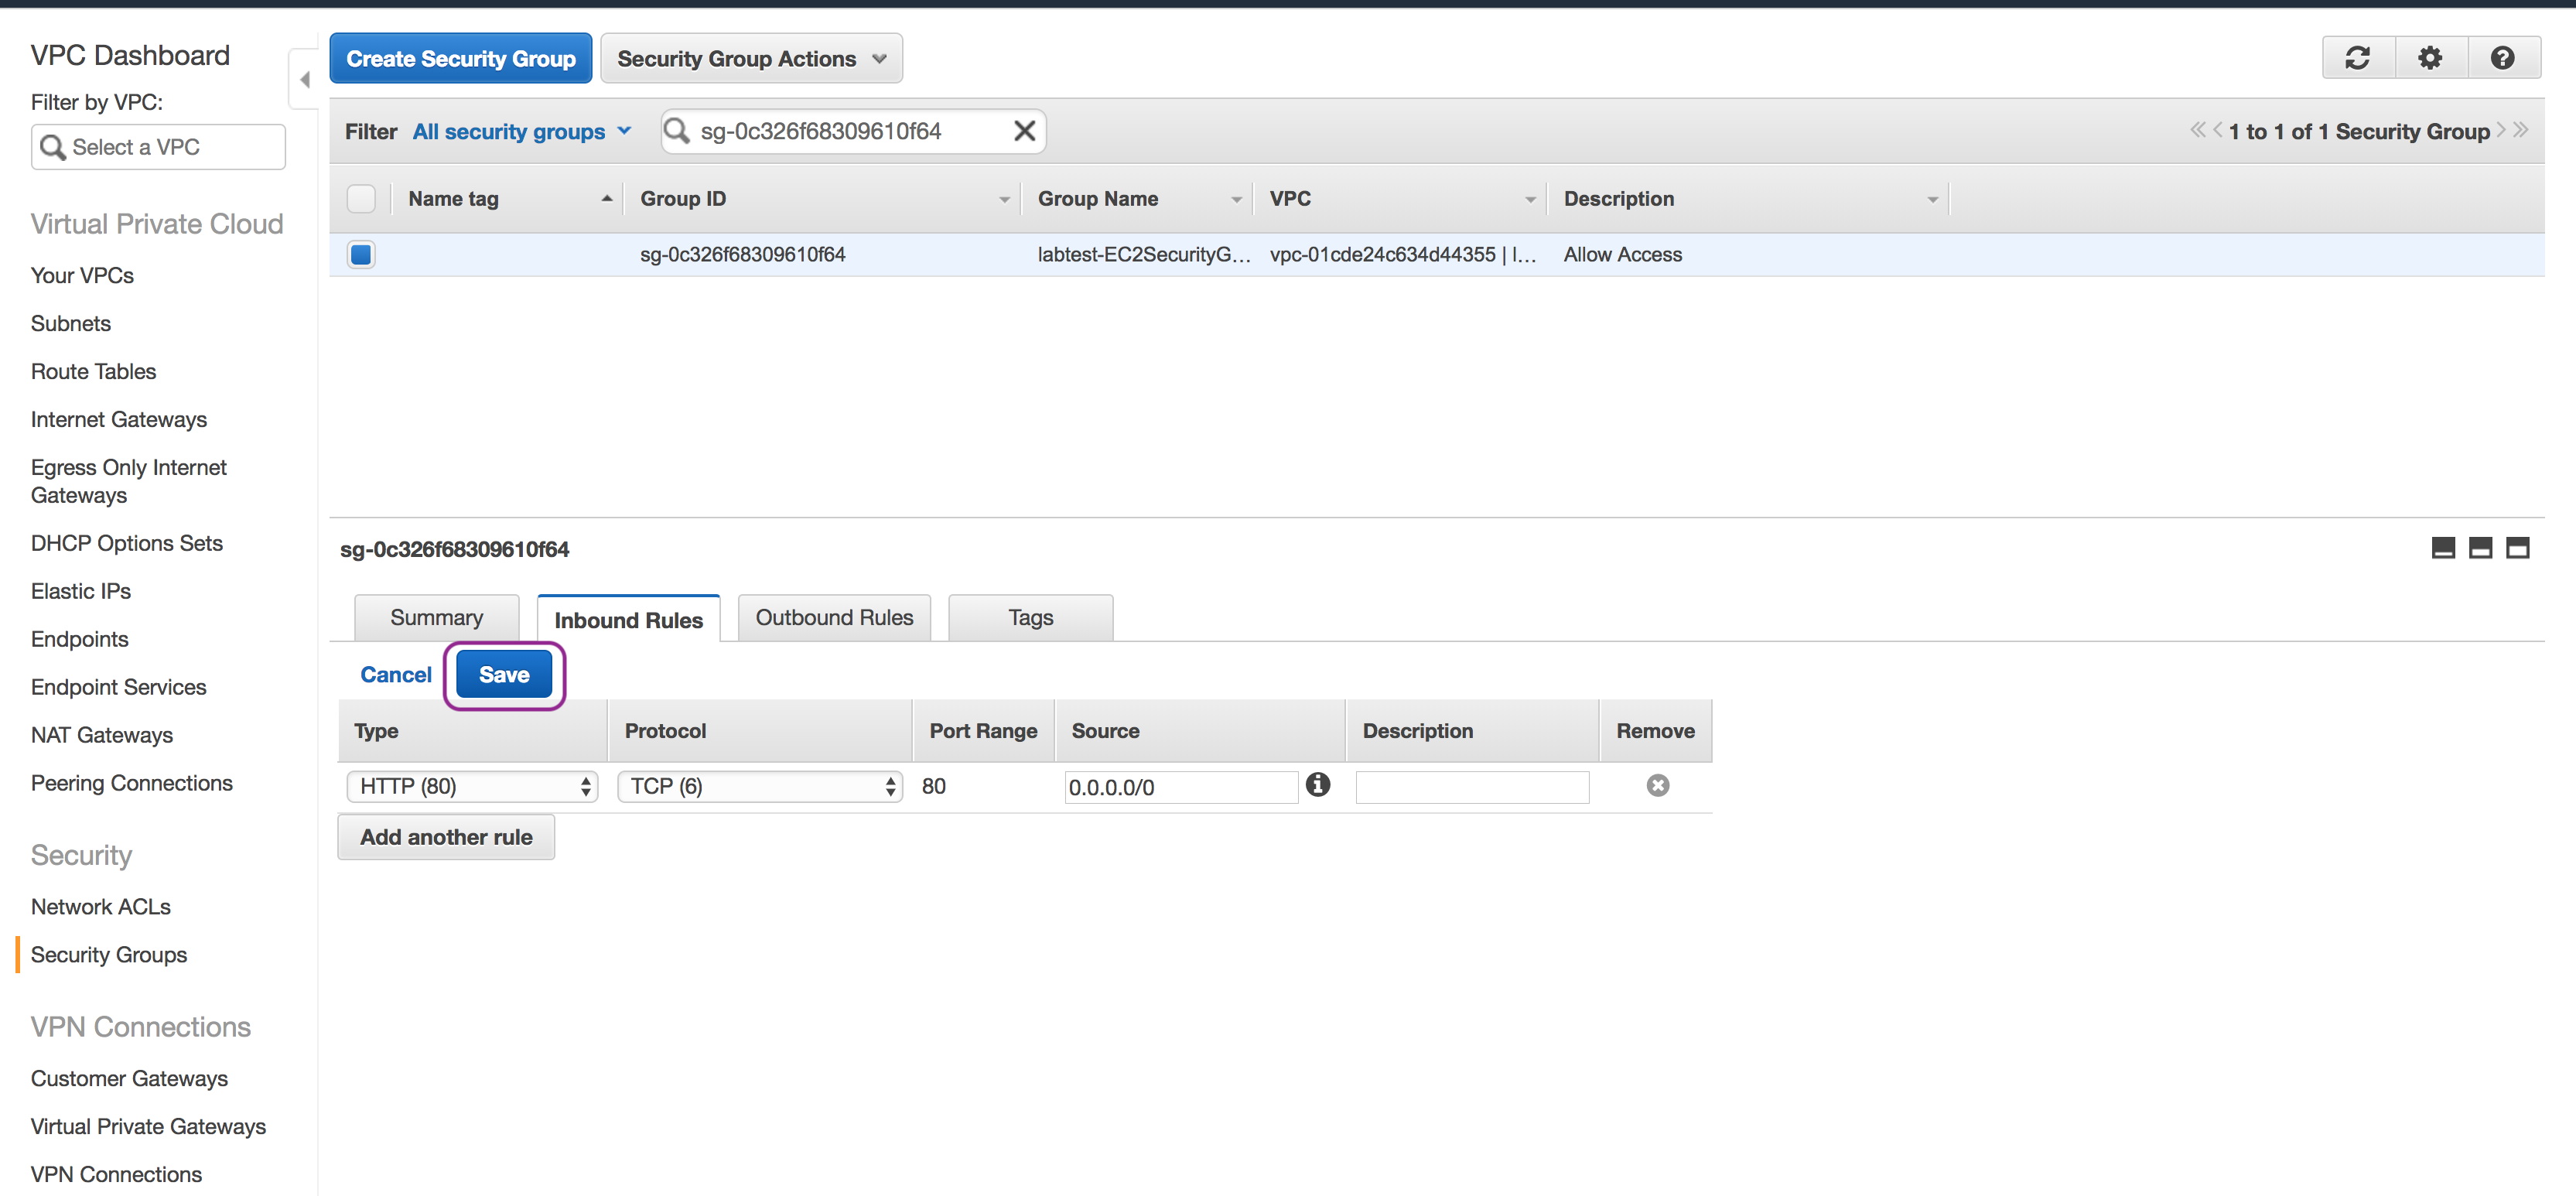 VPC Dashboard
Filter by VPC:
Select a VPC
Virtual Private Cloud
Your VPCs
Subnets
Route Tables
Internet Gateways
Egress Only Internet
Gateways
DHCP Options Sets
Elastic IPs
Endpoints
Endpoint Services
NAT Gateways
Peering Connections
Security
Network ACLs
Security Groups
VPN Connections
Customer Gateways
Virtual Private Gateways
VPN Connections
Create Security Group Security Group Actions
Filter All security groups sg-0c326f68309610f64 1 to 1 of 1 Security Group
Name tag Group ID Group Name VPC Description
sg-0c326f68309610f64 labtest-EC2SecurityG... vpc-01cde24c634d44355 | l... Allow Access
sg-0c326f68309610f64
Summary Inbound Rules Outbound Rules Tags
Cancel Save
Type Protocol Port Range Source Description Remove
HTTP (80) TCP (6) 80 0.0.0.0/0
Add another rule